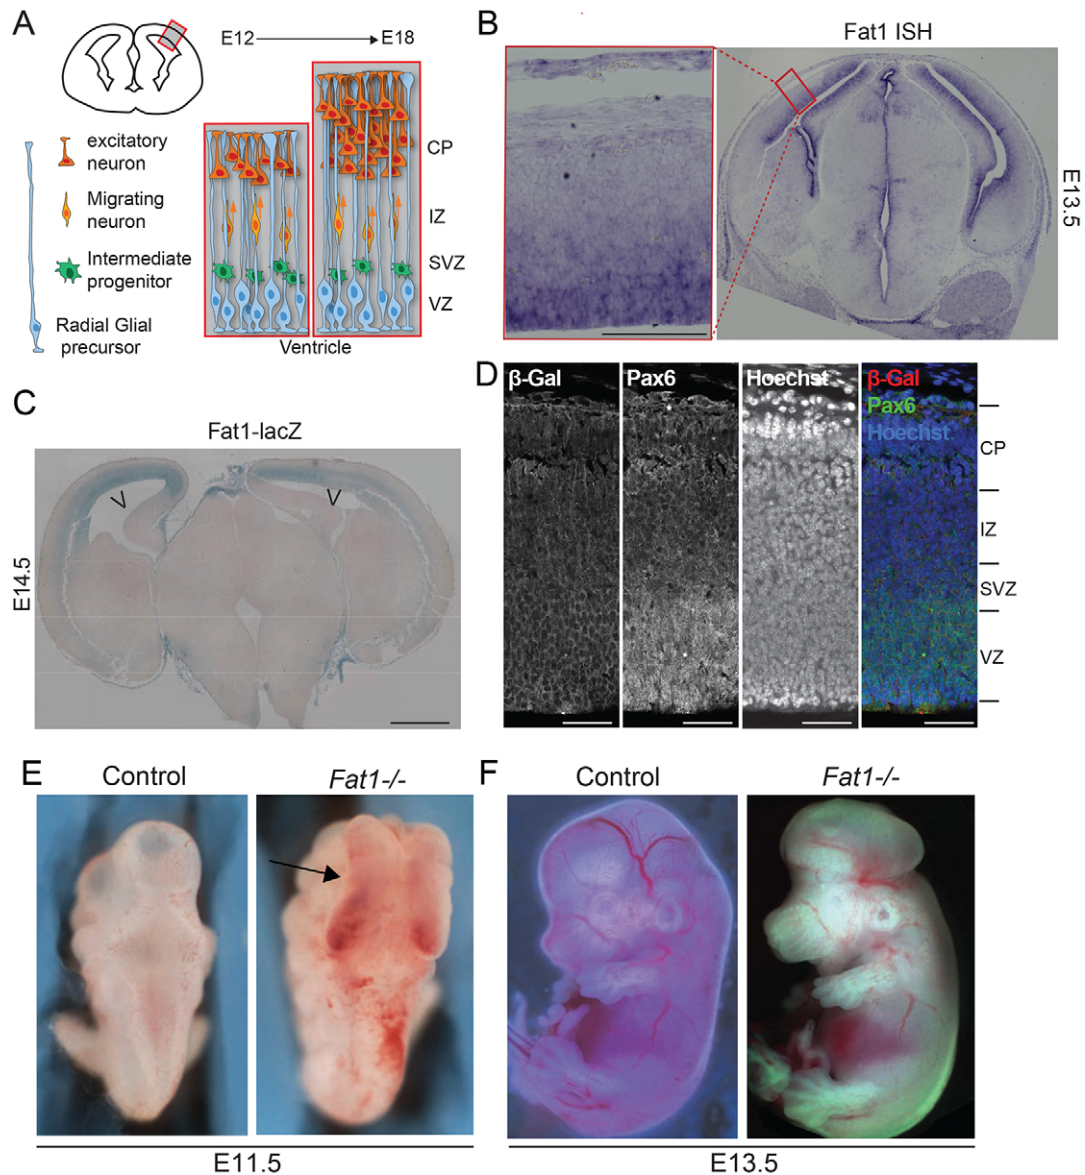 A
E12
E18
excitatory
neuron
Migrating
neuron
Intermediate
progenitor
Radial Glial
precursor
CP
IZ
SVZ
VZ
Ventricle
B
Fat1 ISH
E13.5
C
Fat1-lacZ
E14.5
V
V
D
β-Gal
Pax6
Hoechst
β-Gal
Pax6
Hoechst
CP
IZ
SVZ
VZ
E
Control
Fat1-/-
E11.5
F
Control
Fat1-/-
E13.5